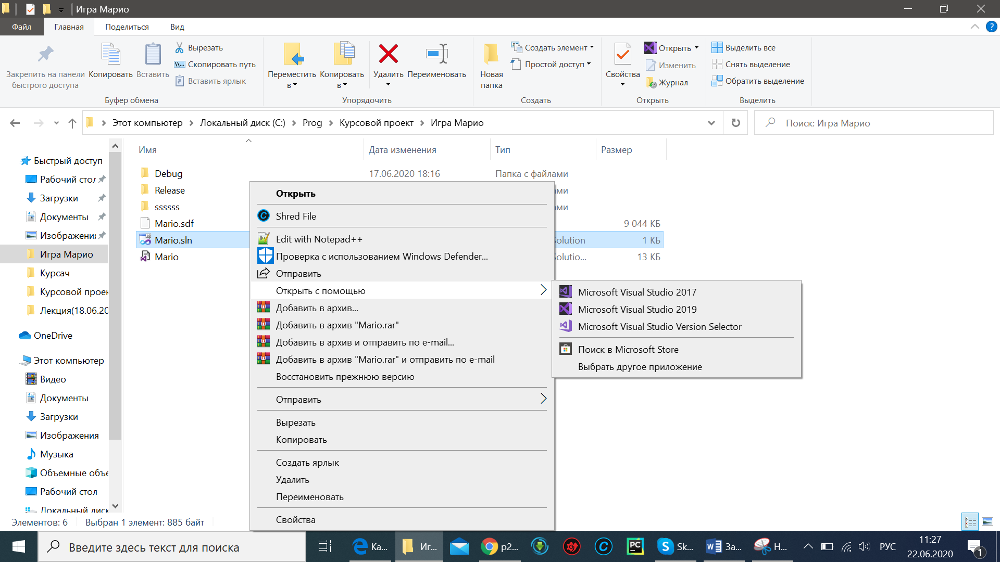 Игра Марио
Файл
Главная
Поделиться
Вид
Закрепить на панели
быстрого доступа
Копировать
Вставить
Вырезать
Скопировать путь
Вставить ярлык
Буфер обмена
Переместить
в
Копировать
в
Удалить
Переименовать
Упорядочить
Новая
папка
Создать элемент
Простой доступ
Создать
Свойства
Открыть
Изменить
Журнал
Открыть
Выделить все
Снять выделение
Обратить выделение
Выделить
Этот компьютер
Локальный диск (C:)
Prog
Курсовой проект
Игра Марио
Поиск: Игра Марио
Имя
Дата изменения
Тип
Размер
Быстрый доступ
Рабочий стол
Загрузки
Документы
Изображения
Игра Марио
Курсач
Курсовой проек
Лекция(18.06.20
OneDrive
Этот компьютер
Видео
Документы
Загрузки
Изображения
Музыка
Объемные объе
Рабочий стол
Локальный диск
Debug 17.06.2020 18:16 Папка с файлами
Release ами
ssssss ами
Mario.sdf 9 044 КБ
Mario.sln Solution 1 КБ
Mario Solutio... 13 КБ
Открыть
Shred File
Edit with Notepad++
Проверка с использованием Windows Defender...
Отправить
Открыть с помощью
Добавить в архив...
Добавить в архив "Mario.rar"
Добавить в архив и отправить по e-mail...
Добавить в архив "Mario.rar" и отправить по e-mail
Восстановить прежнюю версию
Отправить
Вырезать
Копировать
Создать ярлык
Удалить
Переименовать
Свойства
Microsoft Visual Studio 2017
Microsoft Visual Studio 2019
Microsoft Visual Studio Version Selector
Поиск в Microsoft Store
Выбрать другое приложение
Элементов: 6
Выбран 1 элемент: 885 байт
Введите здесь текст для поиска
Ка...
Иг...
p2...
PC
Sk...
За...
Н...
РУС
11:27
22.06.2020
1